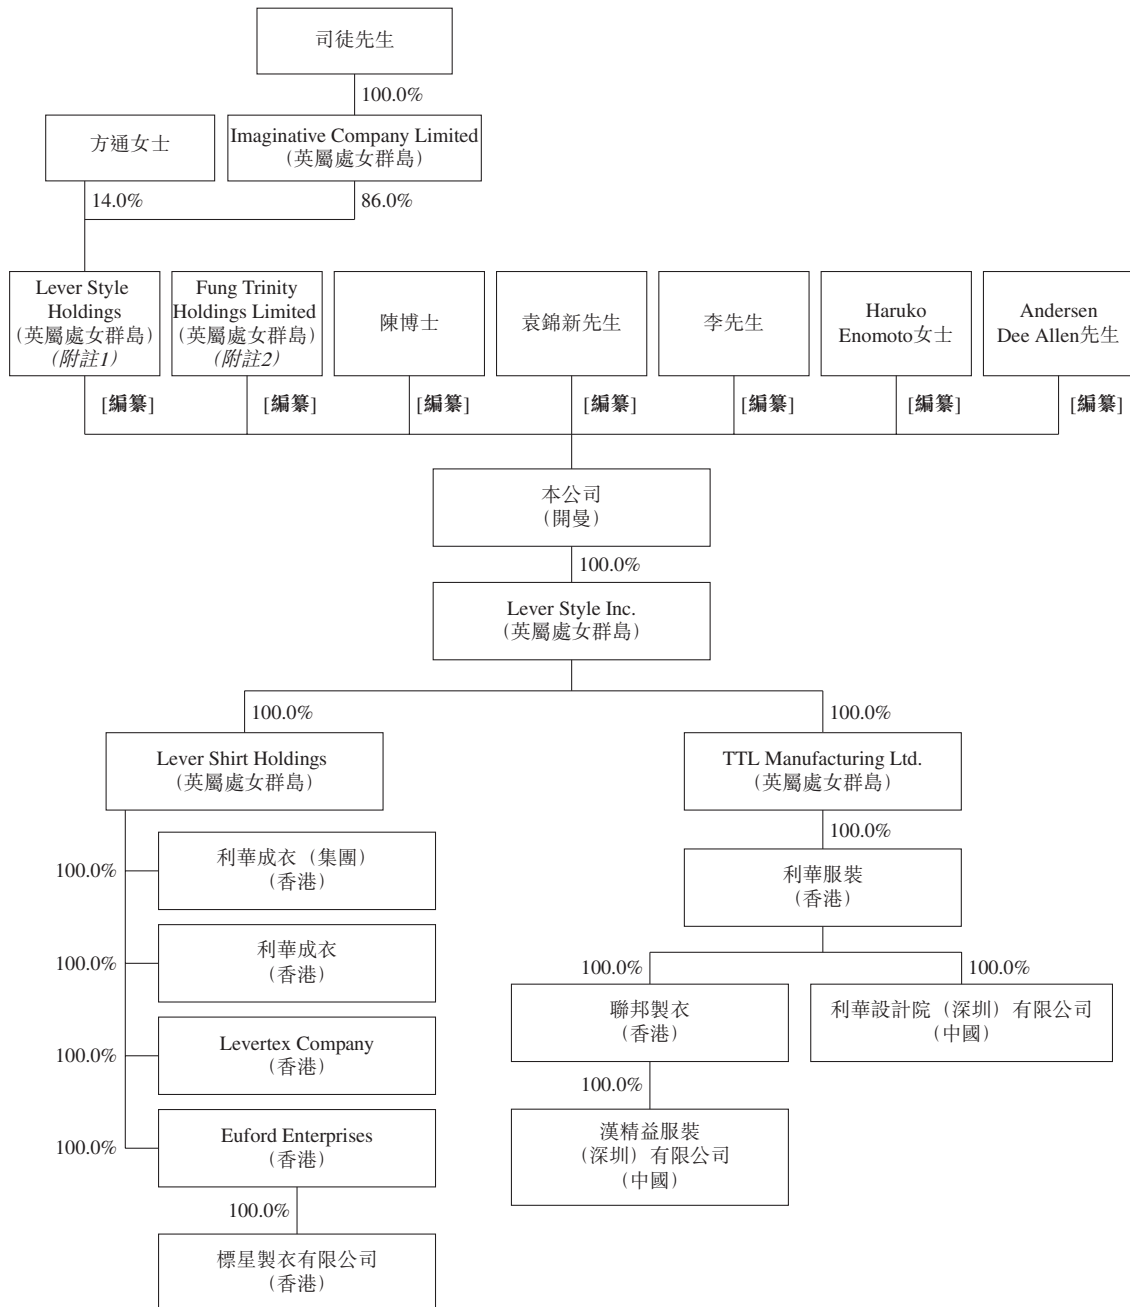 司徒先生
100.0%
方通女士
Imaginative Company Limited
(英屬處女群島)
14.0%
86.0%
Lever Style
Holdings
(英屬處女群島)
(附註1)
Fung Trinity
Holdings Limited
(英屬處女群島)
(附註2)
陳博士
袁錦新先生
李先生
Haruko
Enomoto女士
Andersen
Dee Allen先生
[編纂]
[編纂]
[編纂]
[編纂]
[編纂]
[編纂]
[編纂]
本公司
(開曼)
100.0%
Lever Style Inc.
(英屬處女群島)
100.0%
100.0%
Lever Shirt Holdings
(英屬處女群島)
TTL Manufacturing Ltd.
(英屬處女群島)
100.0%
100.0%
利華成衣(集團)
(香港)
利華服裝
(香港)
100.0%
利華成衣
(香港)
100.0%
100.0%
聯邦製衣
(香港)
利華設計院(深圳)有限公司
(中國)
100.0%
Levertex Company
(香港)
100.0%
漢精益服裝
(深圳)有限公司
(中國)
100.0%
Euford Enterprises
(香港)
100.0%
標星製衣有限公司
(香港)